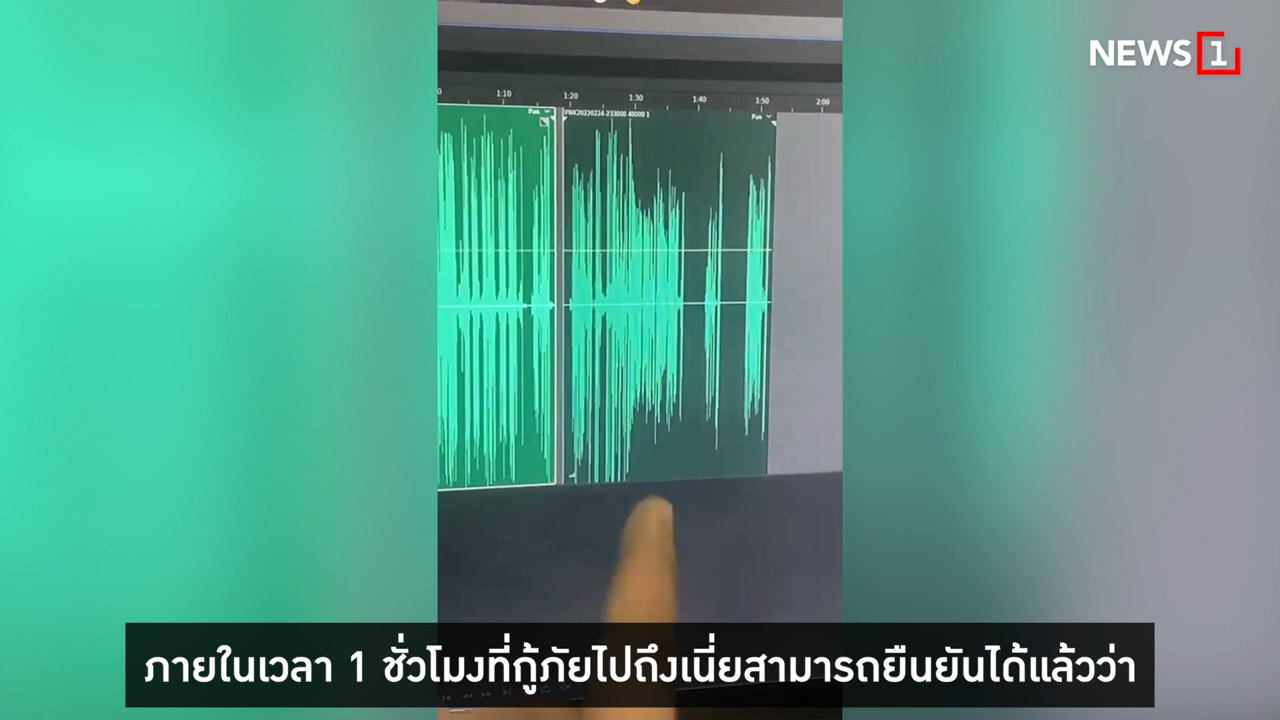 NEWS 1
1:10 1:20 1:30 1:40 1:50 2:00
Pan
Pan
ภายในเวลา 1 ชั่วโมงที่กู้ภัยไปถึงเนี่ยสามารถยืนยันได้แล้วว่า